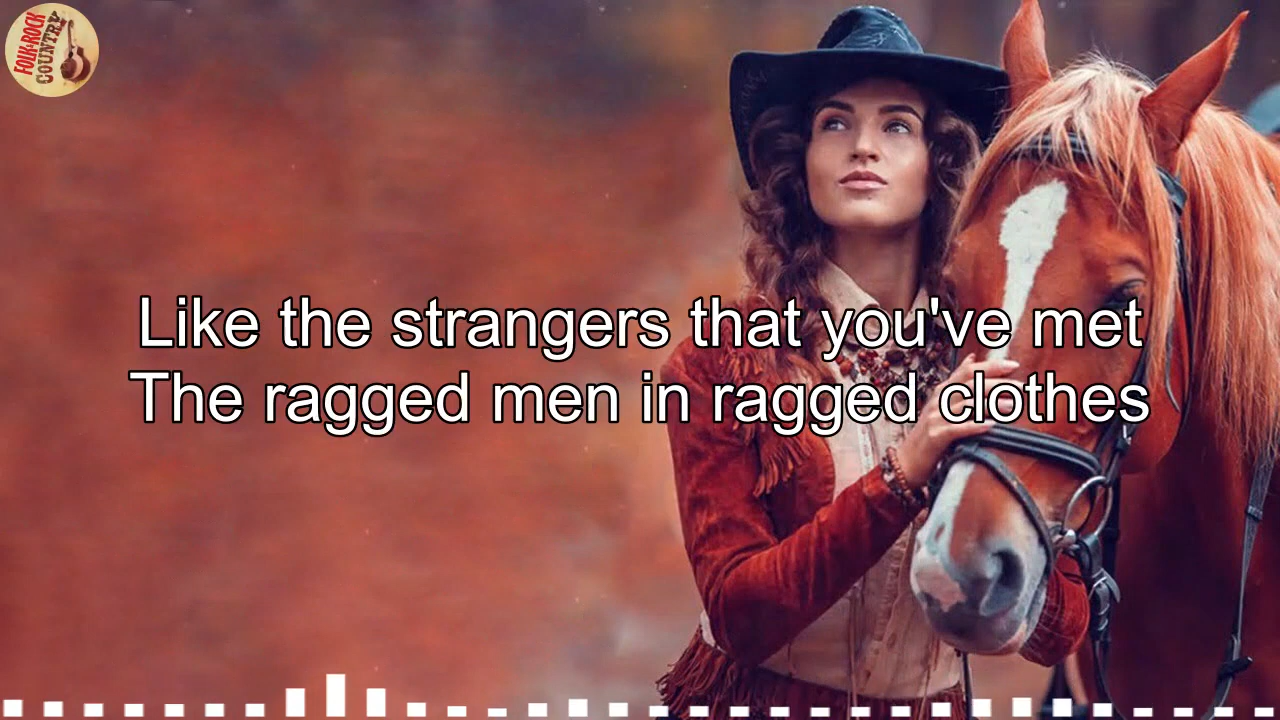 FOLK-ROCK
COUNTRY
Like the strangers that you've met
The ragged men in ragged clothes